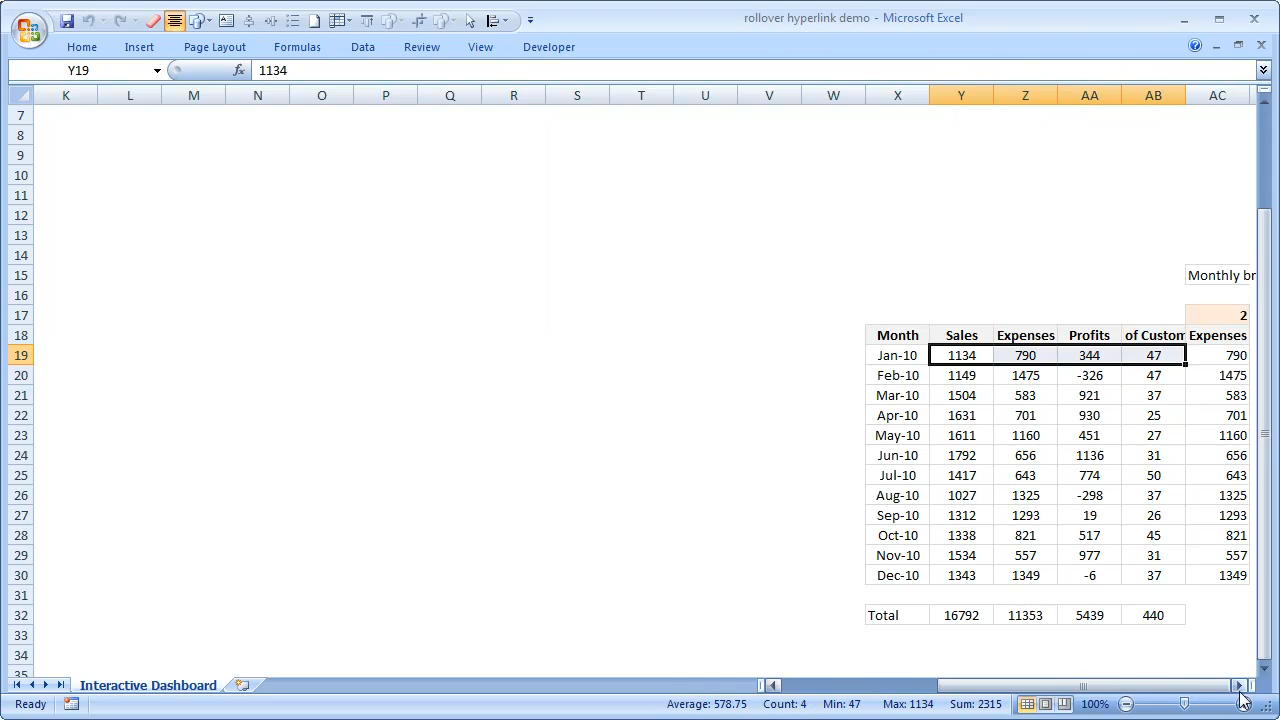 rollover hyperlink demo - Microsoft Excel
Home Insert Page Layout Formulas Data Review View Developer
Y19 fx 1134
K L M N O P Q R S T U V W X Y Z AA AB AC
7
8
9
10
11
12
13
14
15 Monthly br
16
17 2
18 Month Sales Expenses Profits of Custom Expenses
19 Jan-10 1134 790 344 47 790
20 Feb-10 1149 1475 -326 47 1475
21 Mar-10 1504 583 921 37 583
22 Apr-10 1631 701 930 25 701
23 May-10 1611 1160 451 27 1160
24 Jun-10 1792 656 1136 31 656
25 Jul-10 1417 643 774 50 643
26 Aug-10 1027 1325 -298 37 1325
27 Sep-10 1312 1293 19 26 1293
28 Oct-10 1338 821 517 45 821
29 Nov-10 1534 557 977 31 557
30 Dec-10 1343 1349 -6 37 1349
31
32 Total 16792 11353 5439 440
33
34
35
Interactive Dashboard
Ready Average: 578.75 Count: 4 Min: 47 Max: 1134 Sum: 2315 100%